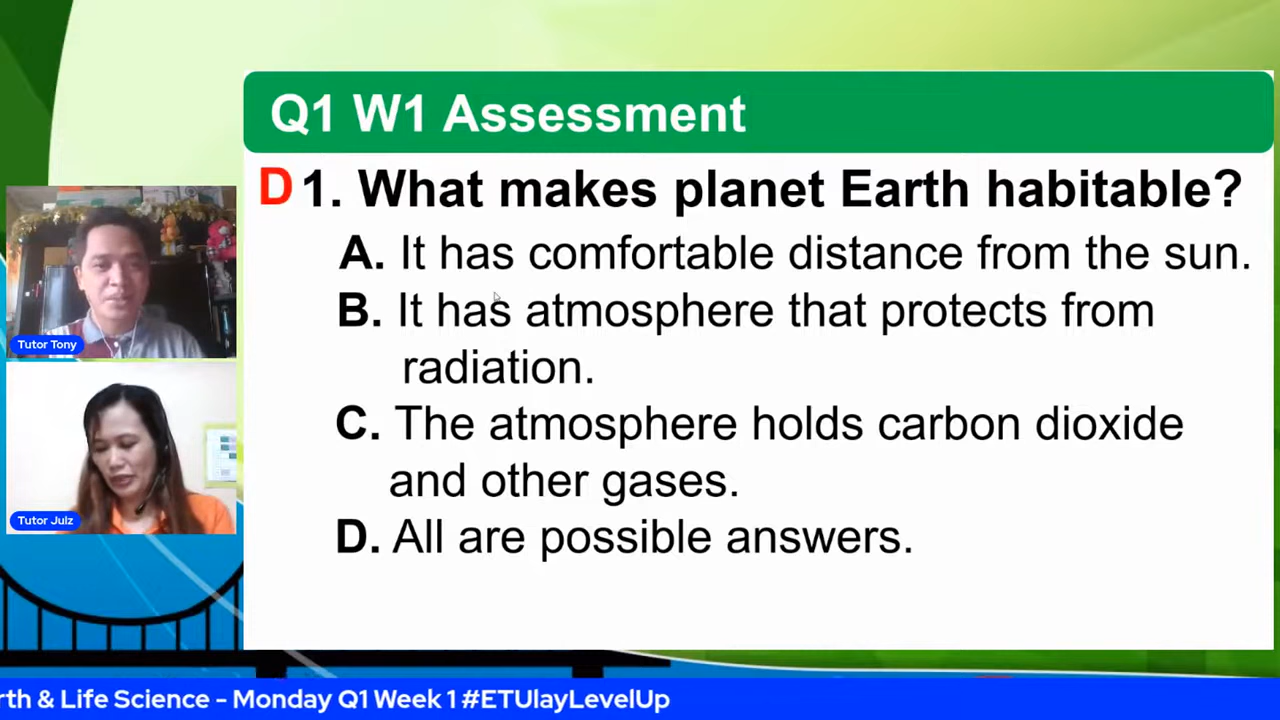 Q1 W1 Assessment
D 1. What makes planet Earth habitable?
A. It has comfortable distance from the sun.
B. It has atmosphere that protects from
radiation.
C. The atmosphere holds carbon dioxide
and other gases.
D. All are possible answers.
Tutor Tony
Tutor Julz
rth & Life Science - Monday Q1 Week 1 #ETUlayLevelUp